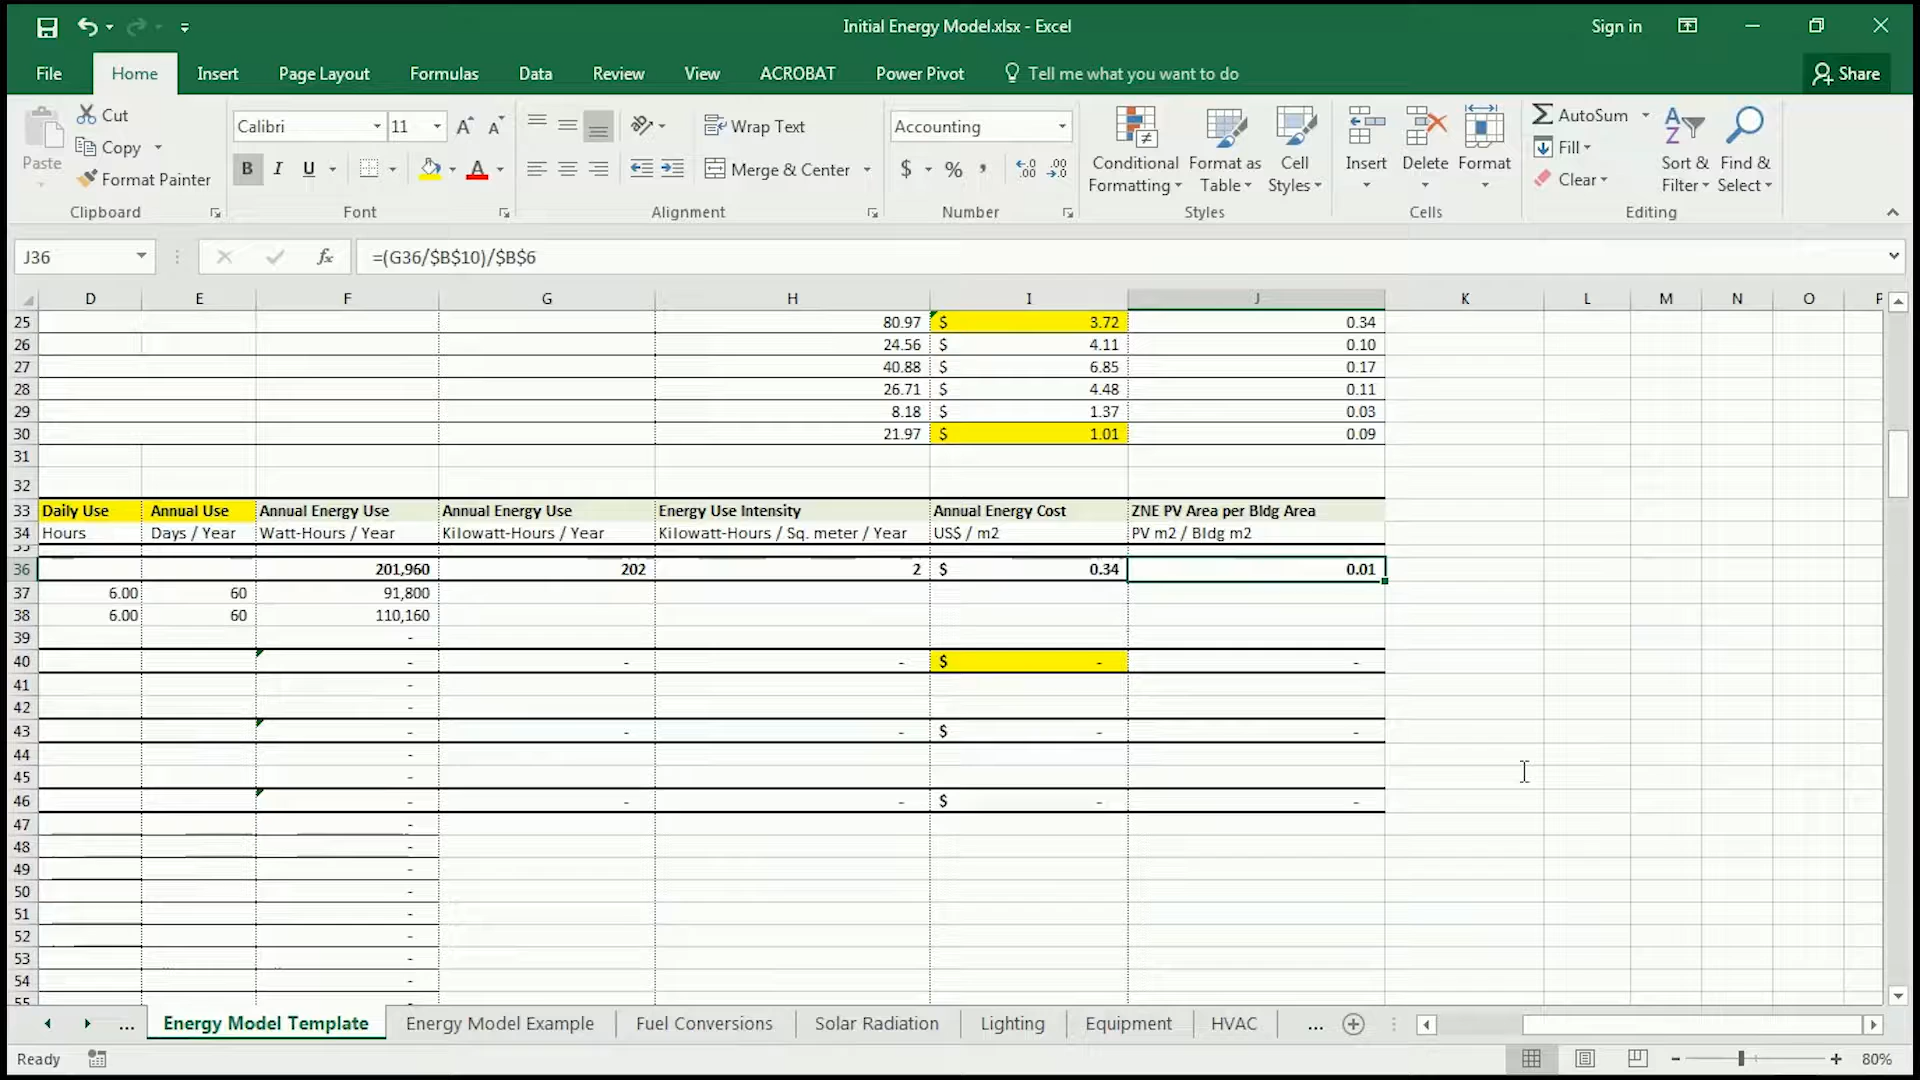 Initial Energy Model.xlsx - Excel
Sign in
File Home Insert Page Layout Formulas Data Review View ACROBAT Power Pivot Tell me what you want to do Share
Paste
Cut
Copy
Format Painter
Clipboard
Calibri 11
B I U A
Font
Wrap Text
Merge & Center
Alignment
Accounting
$ % ,
Number
Conditional Formatting
Format as Table
Cell Styles
Styles
Insert Delete Format
Cells
AutoSum
Fill
Clear
Sort & Filter
Find & Select
Editing
J36 fx =(G36/$B$10)/$B$6
D E F G H I J K L M N O P
25 80.97 $ 3.72 0.34
26 24.56 $ 4.11 0.10
27 40.88 $ 6.85 0.17
28 26.71 $ 4.48 0.11
29 8.18 $ 1.37 0.03
30 21.97 $ 1.01 0.09
31
32
33 Daily Use Annual Use Annual Energy Use Annual Energy Use Energy Use Intensity Annual Energy Cost ZNE PV Area per Bldg Area
34 Hours Days / Year Watt-Hours / Year Kilowatt-Hours / Year Kilowatt-Hours / Sq. meter / Year US$ / m2 PV m2 / Bldg m2
35
36 201,960 202 2 $ 0.34 0.01
37 6.00 60 91,800
38 6.00 60 110,160
39 -
40 - - - $ - -
41 -
42 -
43 - - - $ - -
44 -
45 -
46 - - - $ - -
47 -
48 -
49 -
50 -
51 -
52 -
53 -
54 -
55 -
... Energy Model Template Energy Model Example Fuel Conversions Solar Radiation Lighting Equipment HVAC ...
Ready 80%